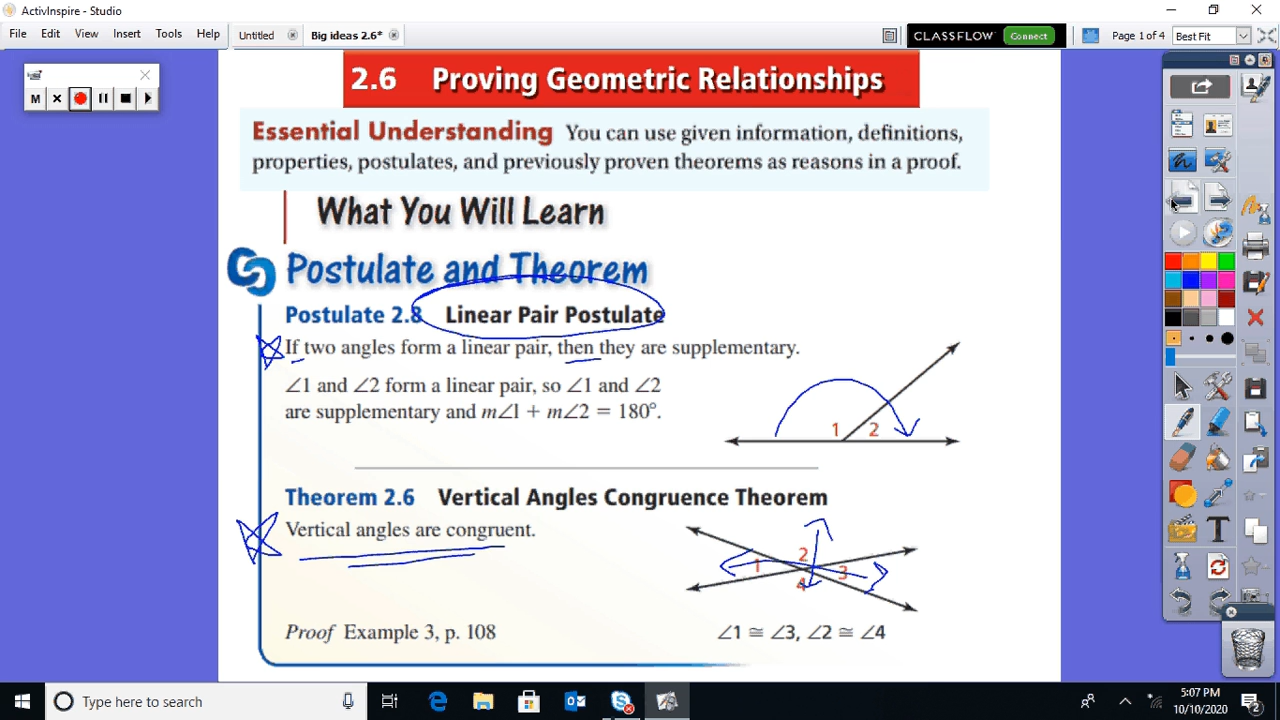 ActivInspire - Studio
File Edit View Insert Tools Help
Untitled
Big ideas 2.6*
CLASSFLOW Connect
Page 1 of 4
Best Fit
M
2.6 Proving Geometric Relationships
Essential Understanding You can use given information, definitions,
properties, postulates, and previously proven theorems as reasons in a proof.
What You Will Learn
Postulate and Theorem
Postulate 2.8 Linear Pair Postulate
If two angles form a linear pair, then they are supplementary.
∠1 and ∠2 form a linear pair, so ∠1 and ∠2
are supplementary and m∠1 + m∠2 = 180°.
1 2
Theorem 2.6 Vertical Angles Congruence Theorem
Vertical angles are congruent.
2
1 3
4
Proof Example 3, p. 108
∠1 ≅ ∠3, ∠2 ≅ ∠4
Type here to search
5:07 PM
10/10/2020
2